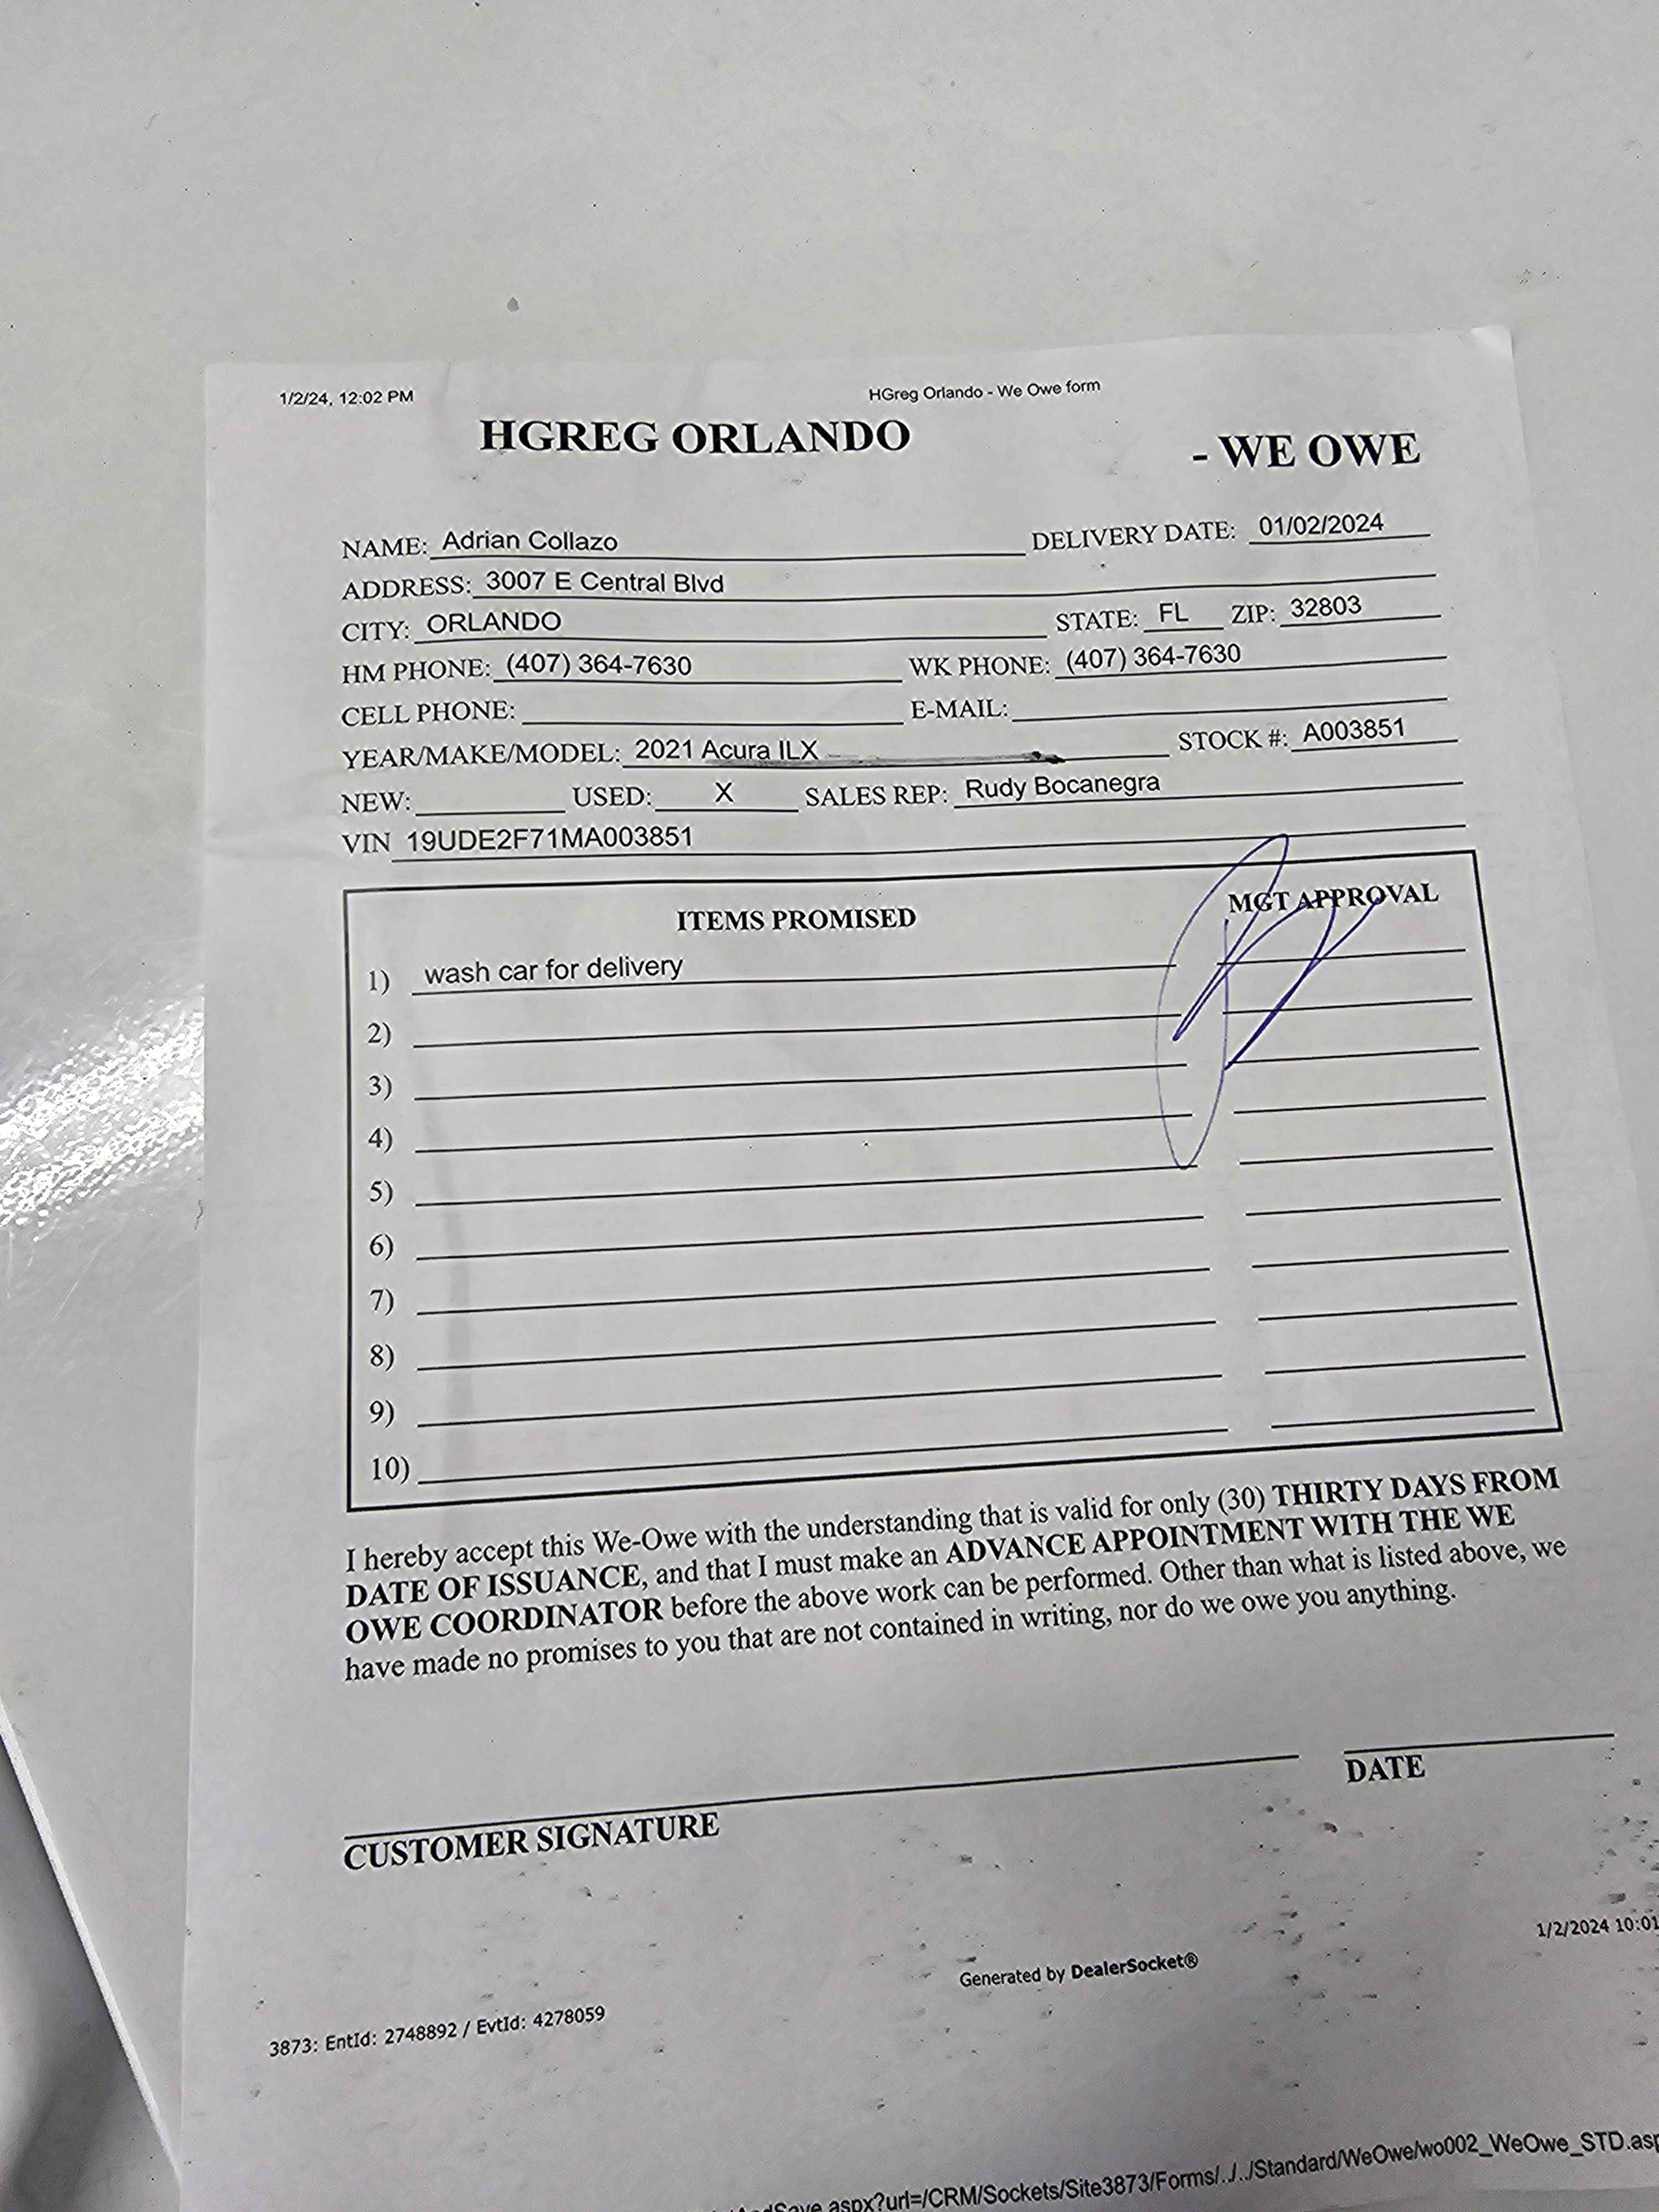 1/2/24, 12:02 PM HGreg Orlando - We Owe form
HGREG ORLANDO - WE OWE
NAME: Adrian Collazo DELIVERY DATE: 01/02/2024
ADDRESS: 3007 E Central Blvd
CITY: ORLANDO STATE: FL ZIP: 32803
HM PHONE: (407) 364-7630 WK PHONE: (407) 364-7630
CELL PHONE: E-MAIL:
YEAR/MAKE/MODEL: 2021 Acura ILX STOCK #: A003851
NEW: USED: X SALES REP: Rudy Bocanegra
VIN 19UDE2F71MA003851
ITEMS PROMISED MGT APPROVAL
1) wash car for delivery
2)
3)
4)
5)
6)
7)
8)
9)
10)
I hereby accept this We-Owe with the understanding that is valid for only (30) THIRTY DAYS FROM
DATE OF ISSUANCE, and that I must make an ADVANCE APPOINTMENT WITH THE WE
OWE COORDINATOR before the above work can be performed. Other than what is listed above, we
have made no promises to you that are not contained in writing, nor do we owe you anything.
CUSTOMER SIGNATURE DATE
1/2/2024 10:01
Generated by DealerSocket®
3873: EntId: 2748892 / EvtId: 4278059
Save.aspx?url=/CRM/Sockets/Site3873/Forms/../../Standard/WeOwe/wo002_WeOwe_STD.asp